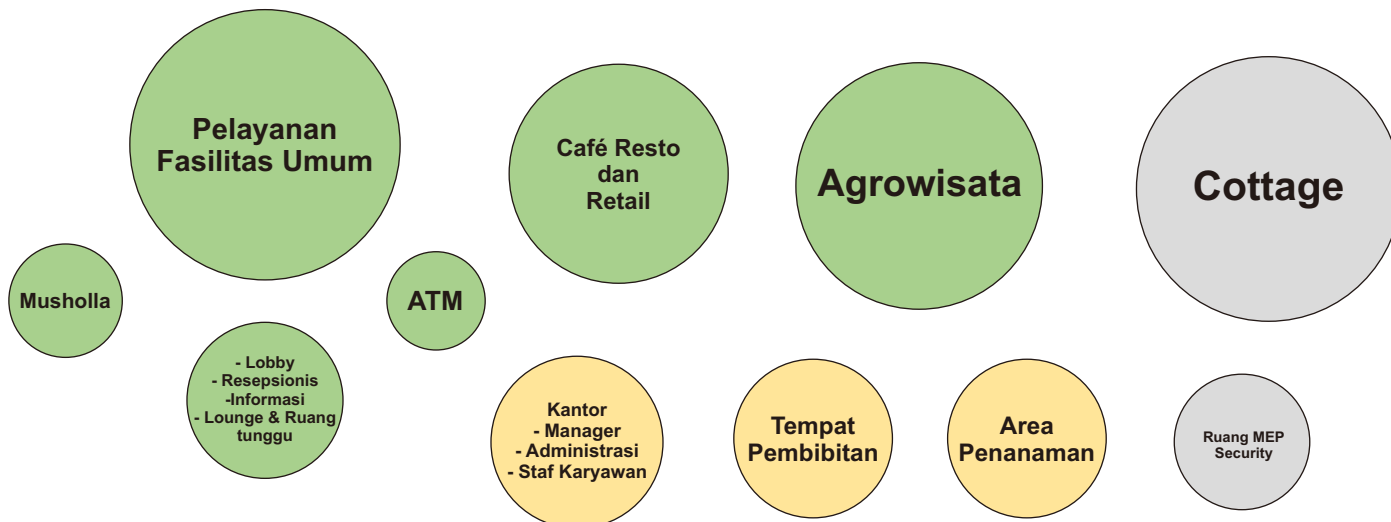 Pelayanan
Fasilitas Umum
Café Resto
dan
Retail
Agrowisata
Cottage
Musholla
ATM
- Lobby
- Resepsionis
-Informasi
- Lounge & Ruang
tunggu
Kantor
- Manager
- Administrasi
- Staf Karyawan
Tempat
Pembibitan
Area
Penanaman
Ruang MEP
Security